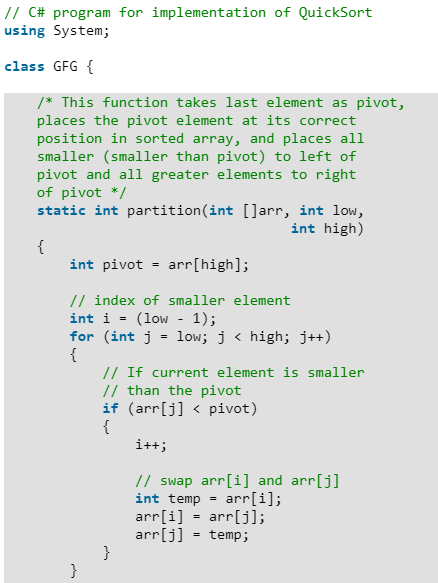 // C# program for implementation of QuickSort
using System;
class GFG {
/* This function takes last element as pivot,
places the pivot element at its correct
position in sorted array, and places all
smaller (smaller than pivot) to left of
pivot and all greater elements to right
of pivot */
static int partition(int []arr, int low,
int high)
{
int pivot = arr[high];
// index of smaller element
int i = (low - 1);
for (int j = low; j < high; j++)
{
// If current element is smaller
// than the pivot
if (arr[j] < pivot)
{
i++;
// swap arr[i] and arr[j]
int temp = arr[i];
arr[i] = arr[j];
arr[j] = temp;
}
}